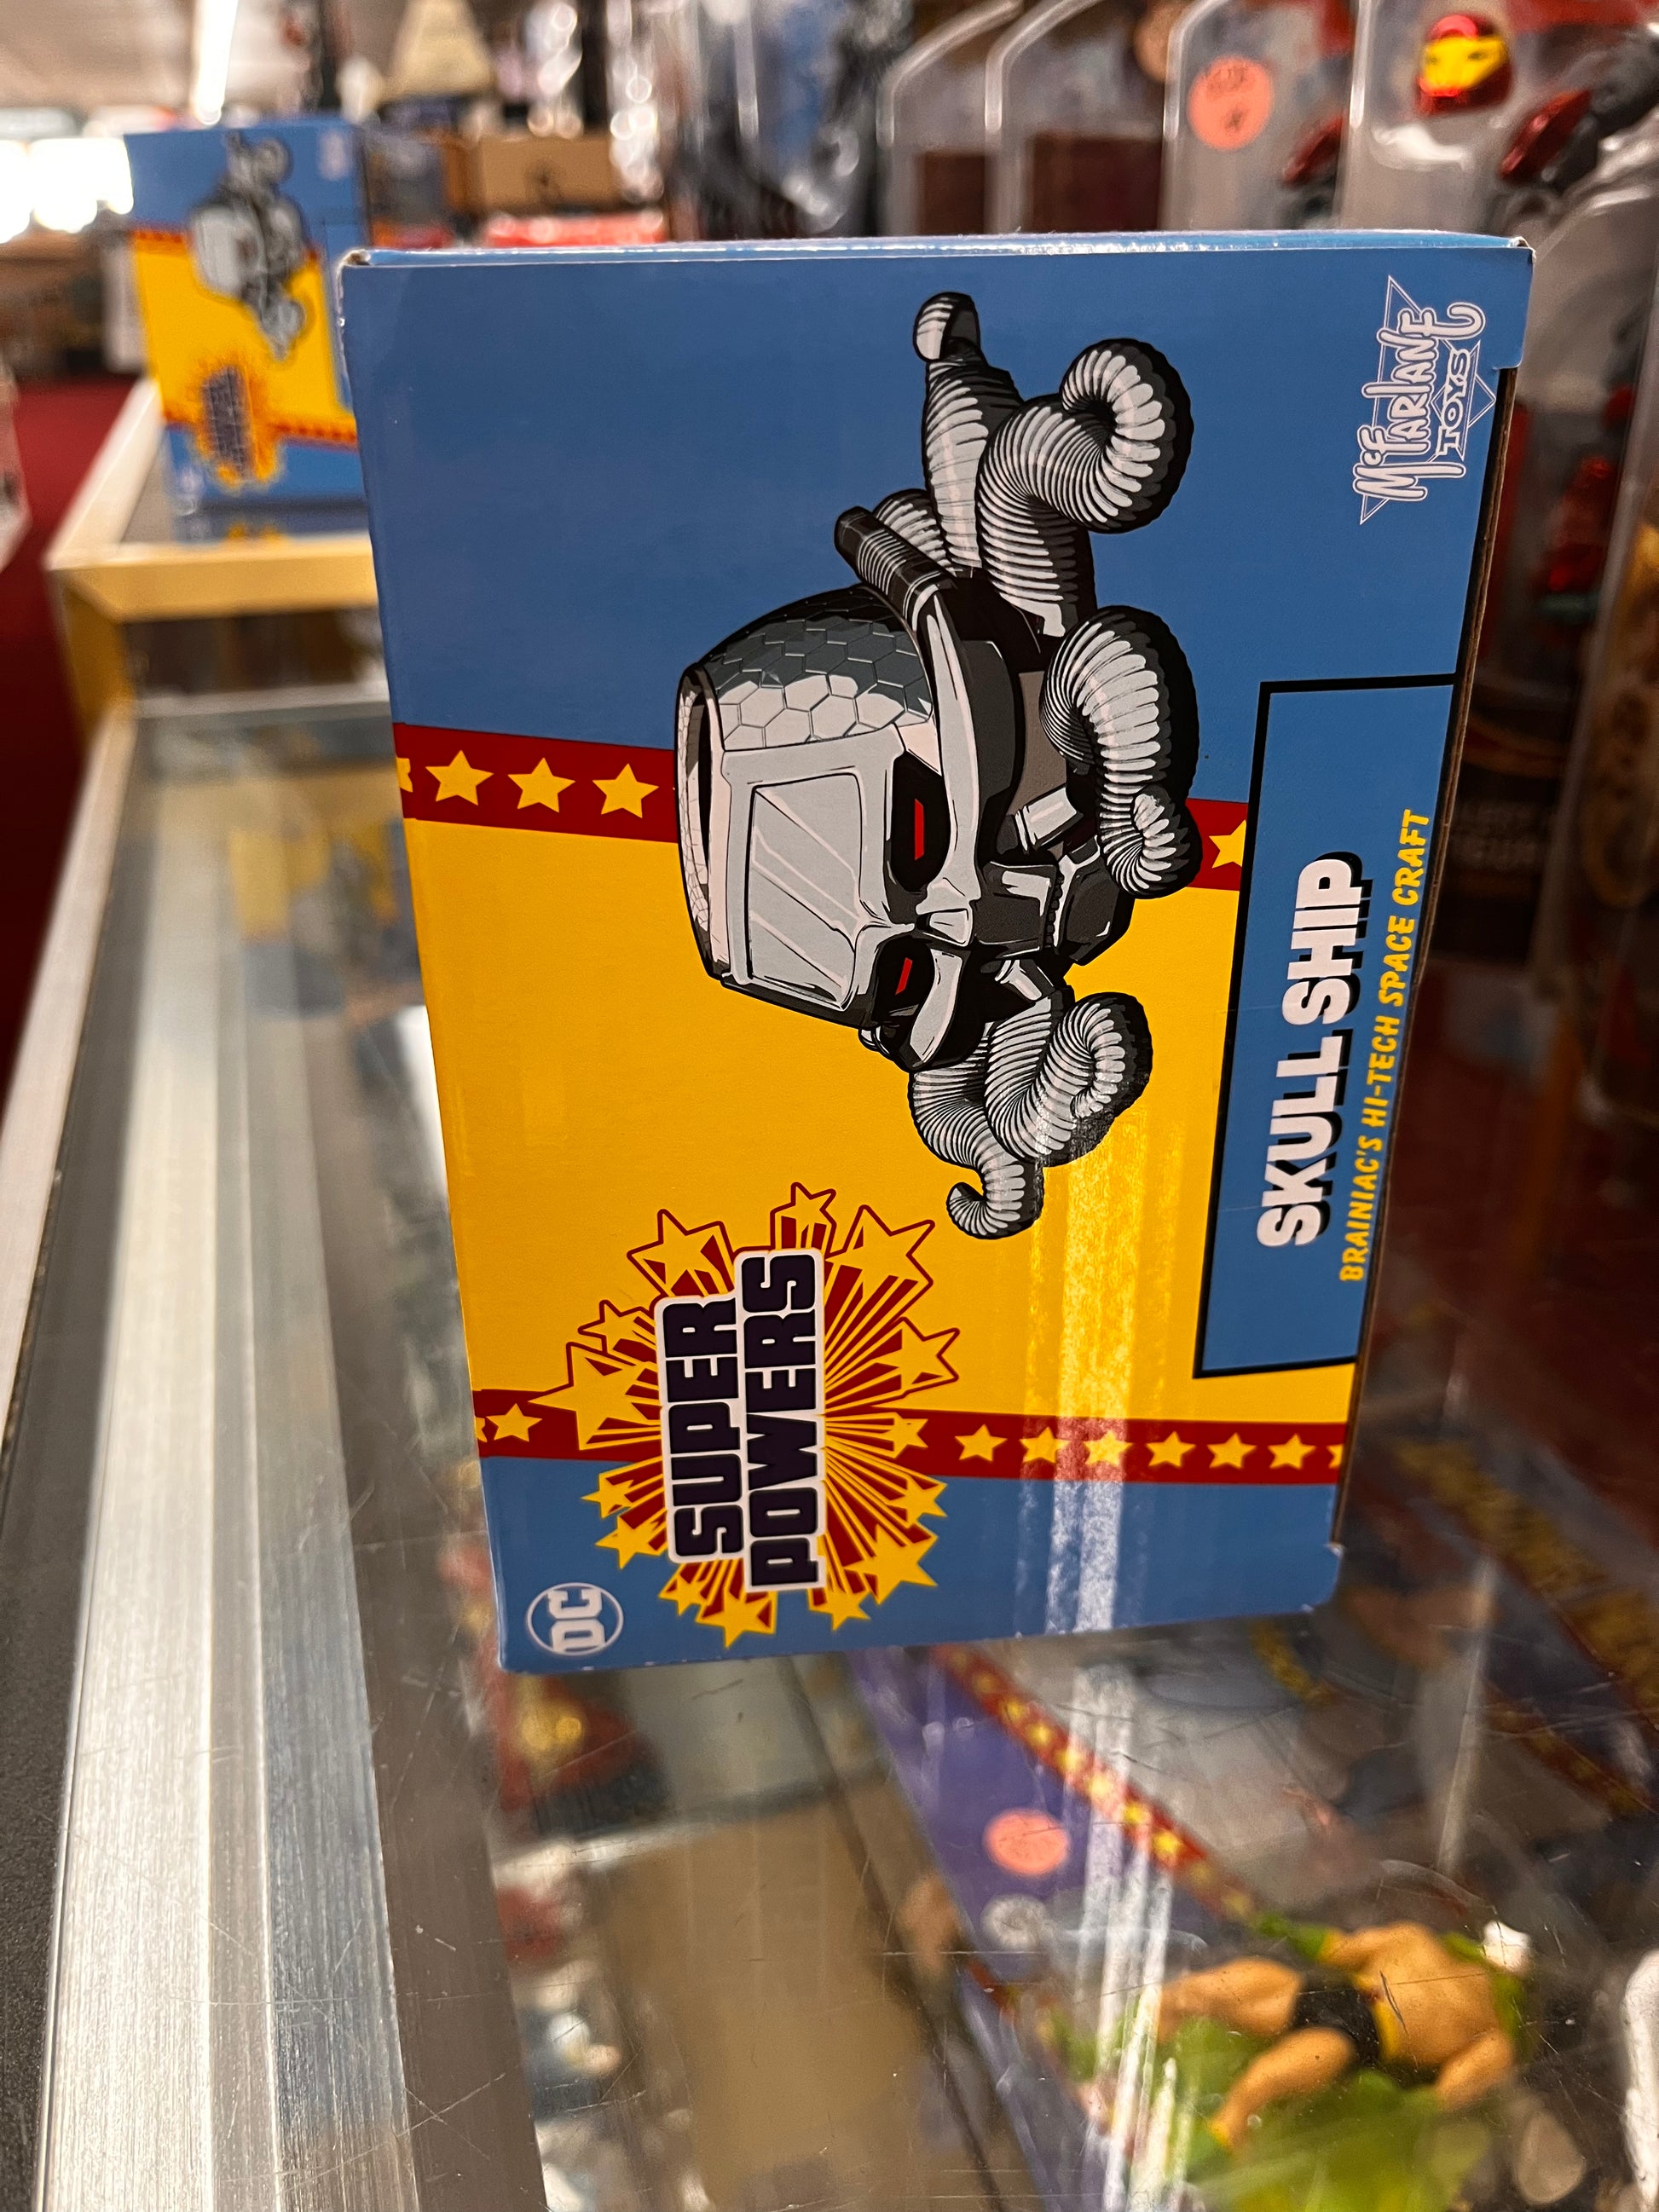 DC
SUPER
POWERS
SKULL SHIP
BRAINIAC'S HI-TECH SPACE CRAFT
McFARLANE
TOYS